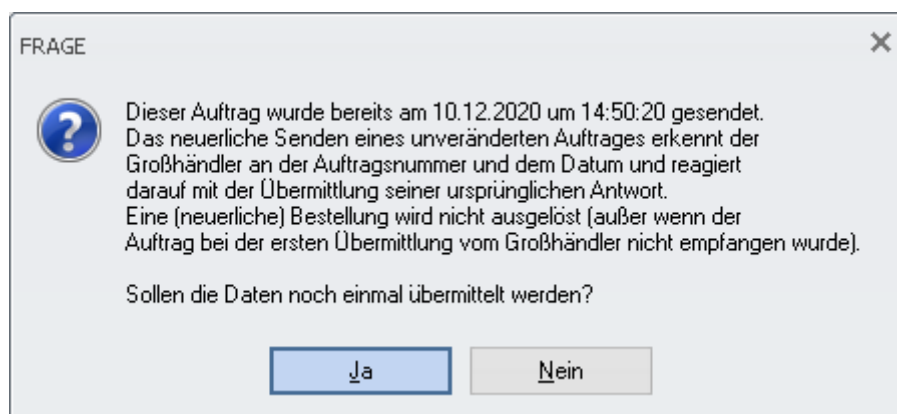 FRAGE
Dieser Auftrag wurde bereits am 10.12.2020 um 14:50:20 gesendet.
Das neuerliche Senden eines unveränderten Auftrages erkennt der
Großhändler an der Auftragsnummer und dem Datum und reagiert
darauf mit der Übermittlung seiner ursprünglichen Antwort.
Eine (neuerliche) Bestellung wird nicht ausgelöst (außer wenn der
Auftrag bei der ersten Übermittlung vom Großhändler nicht empfangen wurde).
Sollen die Daten noch einmal übermittelt werden?
Ja
Nein